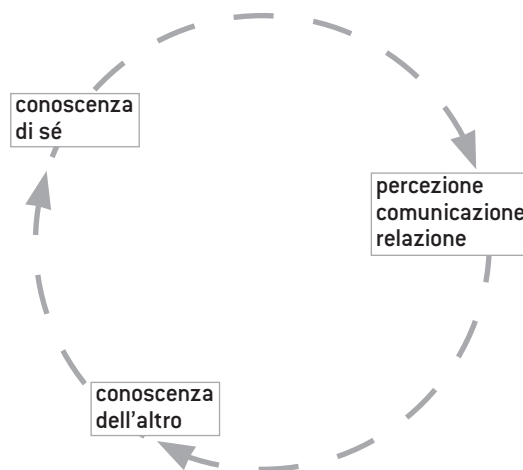 conoscenza
di sé
percezione
comunicazione
relazione
conoscenza
dell'altro